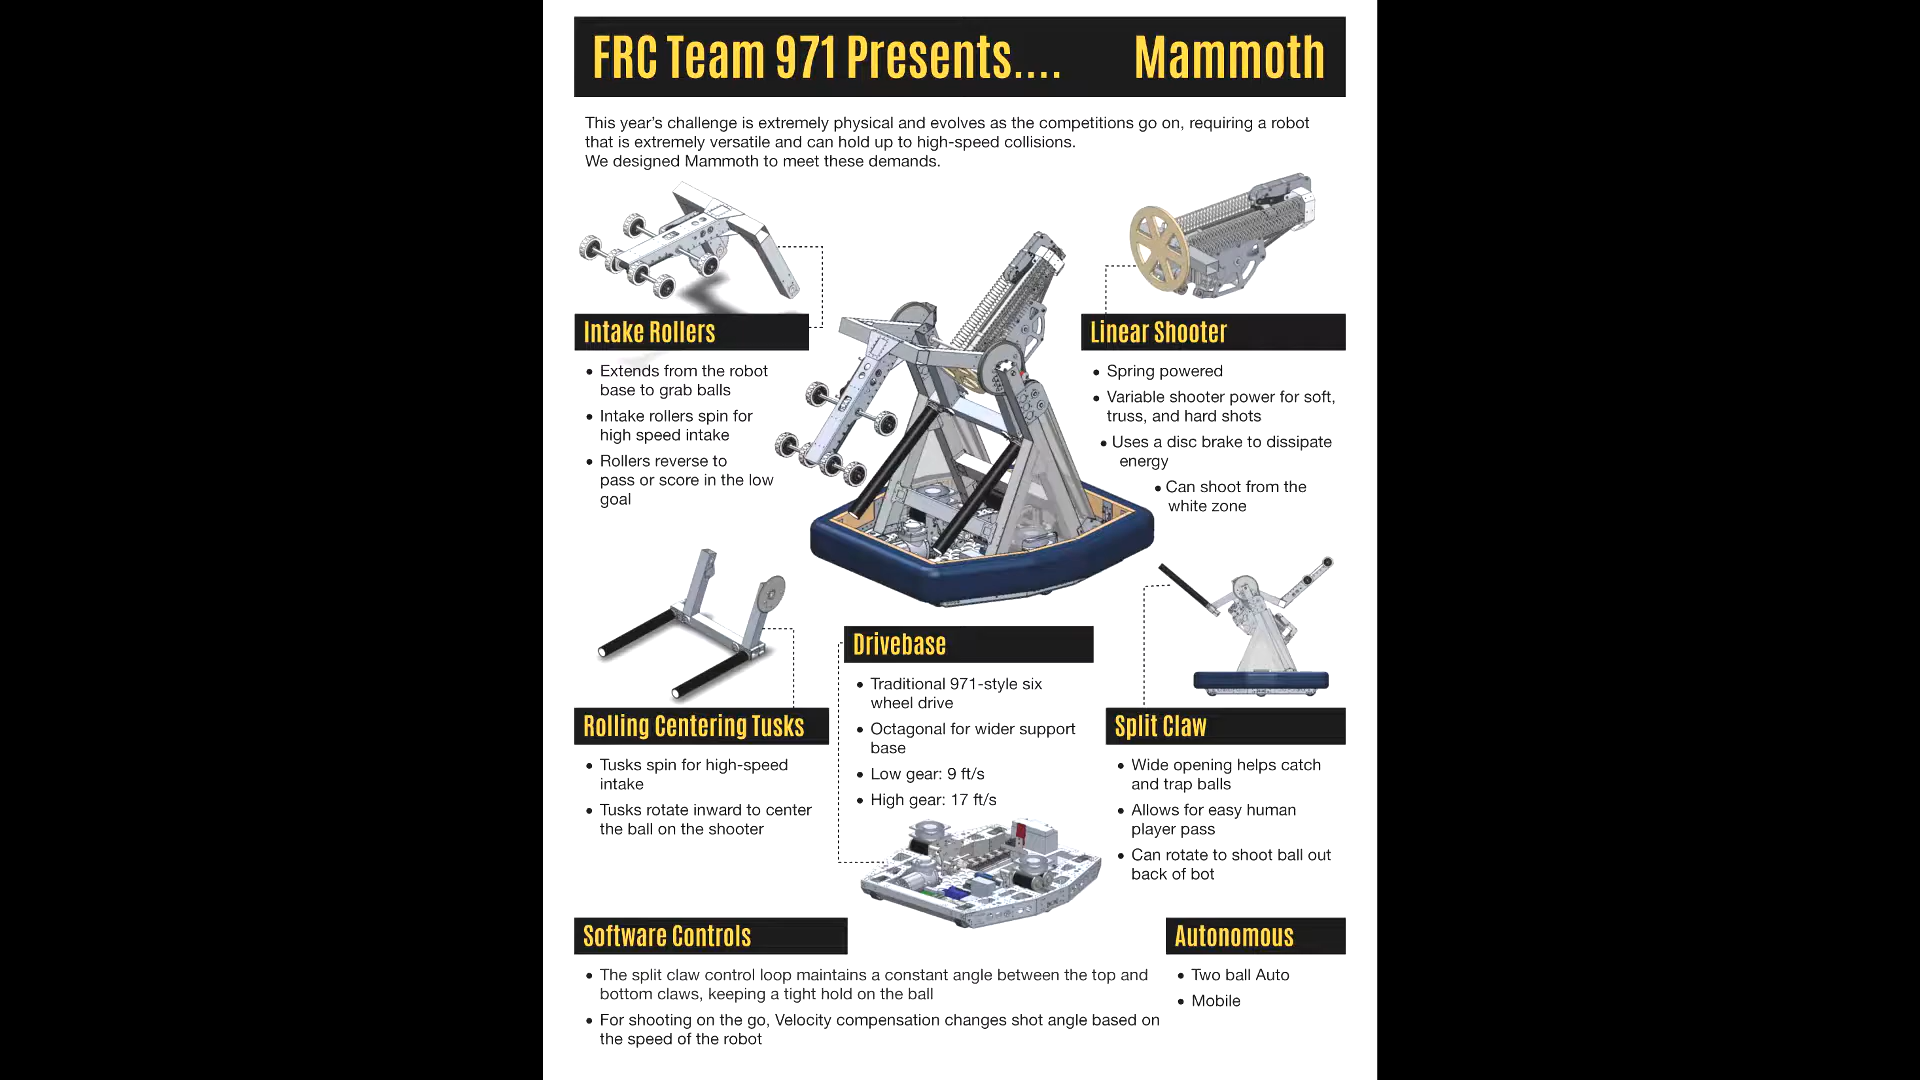 FRC Team 971 Presents.... Mammoth
This year's challenge is extremely physical and evolves as the competitions go on, requiring a robot
that is extremely versatile and can hold up to high-speed collisions.
We designed Mammoth to meet these demands.
Intake Rollers
• Extends from the robot
base to grab balls
• Intake rollers spin for
high speed intake
• Rollers reverse to
pass or score in the low
goal
Linear Shooter
• Spring powered
• Variable shooter power for soft,
truss, and hard shots
• Uses a disc brake to dissipate
energy
• Can shoot from the
white zone
Rolling Centering Tusks
• Tusks spin for high-speed
intake
• Tusks rotate inward to center
the ball on the shooter
Drivebase
• Traditional 971-style six
wheel drive
• Octagonal for wider support
base
• Low gear: 9 ft/s
• High gear: 17 ft/s
Split Claw
• Wide opening helps catch
and trap balls
• Allows for easy human
player pass
• Can rotate to shoot ball out
back of bot
Software Controls
• The split claw control loop maintains a constant angle between the top and
bottom claws, keeping a tight hold on the ball
• For shooting on the go, Velocity compensation changes shot angle based on
the speed of the robot
Autonomous
• Two ball Auto
• Mobile